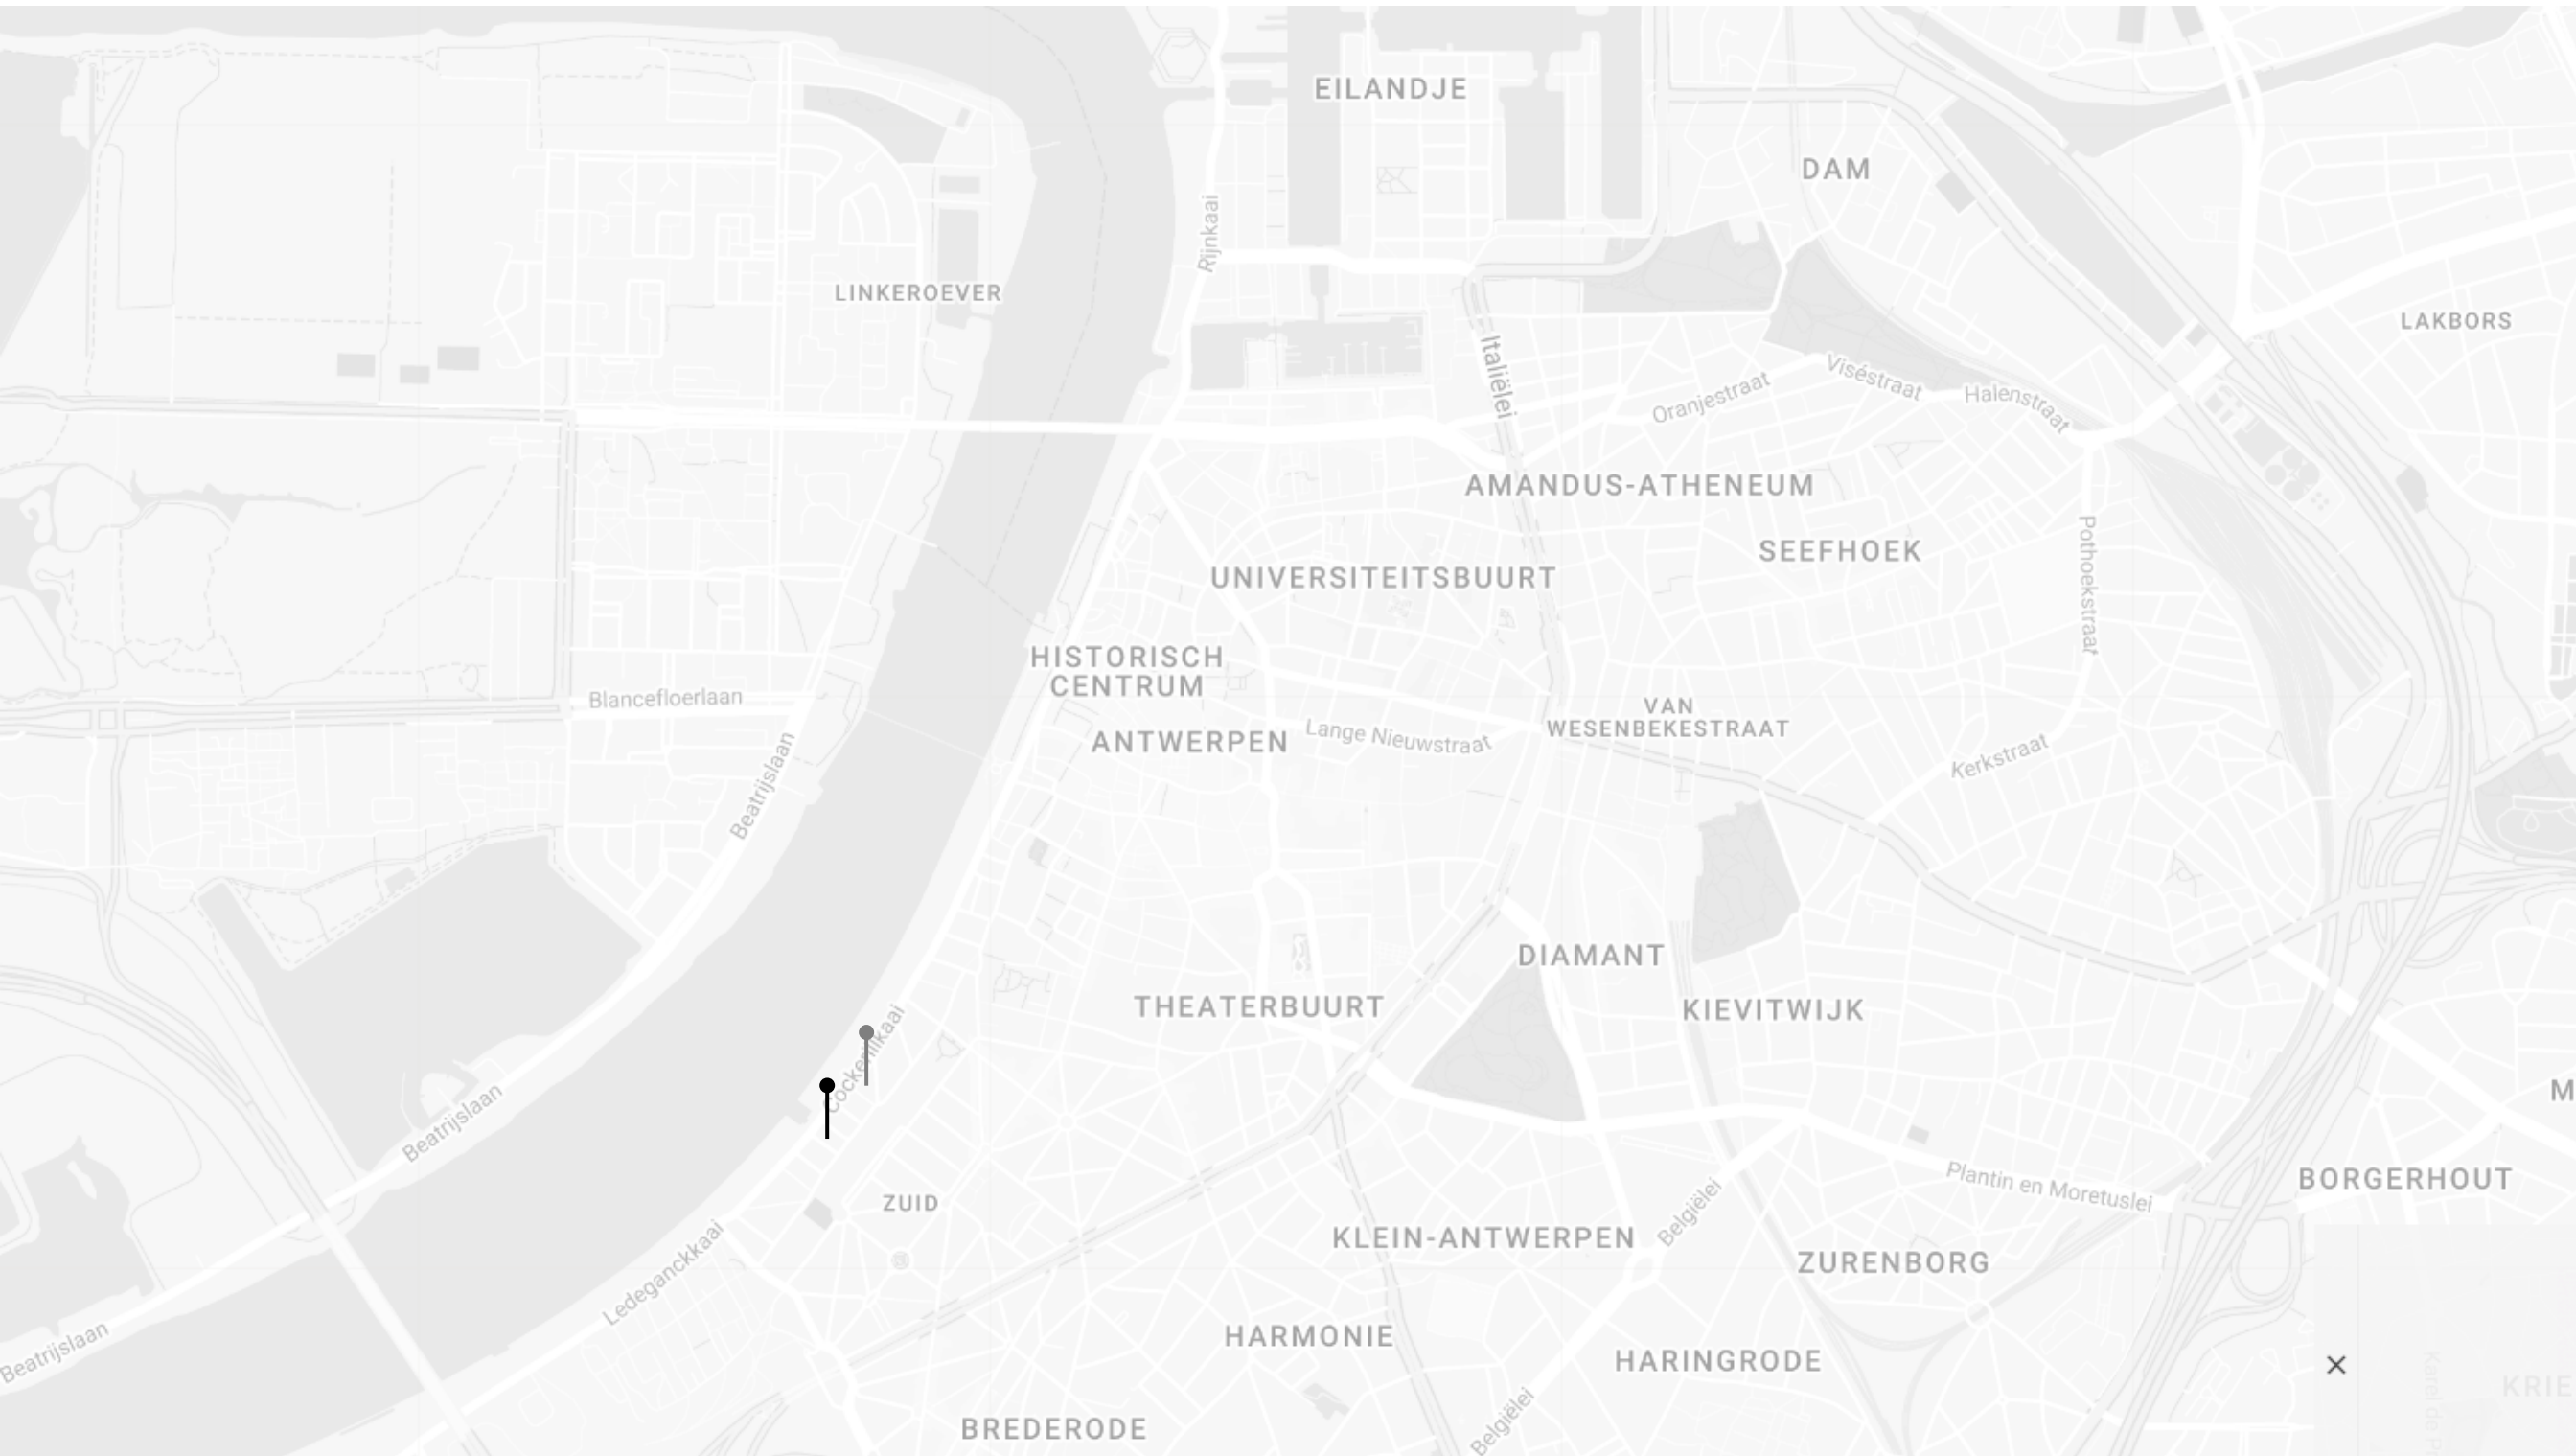 EILANDJE
DAM
Rijnkaai
LINKEROEVER
LAKBORS
Italiëlei
Oranjestraat
Viséstraat
Halenstraat
AMANDUS-ATHENEUM
SEEFHOEK
Pothoekstraat
UNIVERSITEITSBUURT
HISTORISCH
CENTRUM
Blancefloerlaan
VAN
WESENBEKESTRAAT
Lange Nieuwstraat
ANTWERPEN
Kerkstraat
Beatrijslaan
DIAMANT
THEATERBUURT
KIEVITWIJK
Cockerillkaai
M
Beatrijslaan
BORGERHOUT
Plantin en Moretuslei
ZUID
Belgiëlei
KLEIN-ANTWERPEN
ZURENBORG
Ledeganckkaai
HARMONIE
Beatrijslaan
HARINGRODE
KRIE
Belgiëlei
BREDERODE